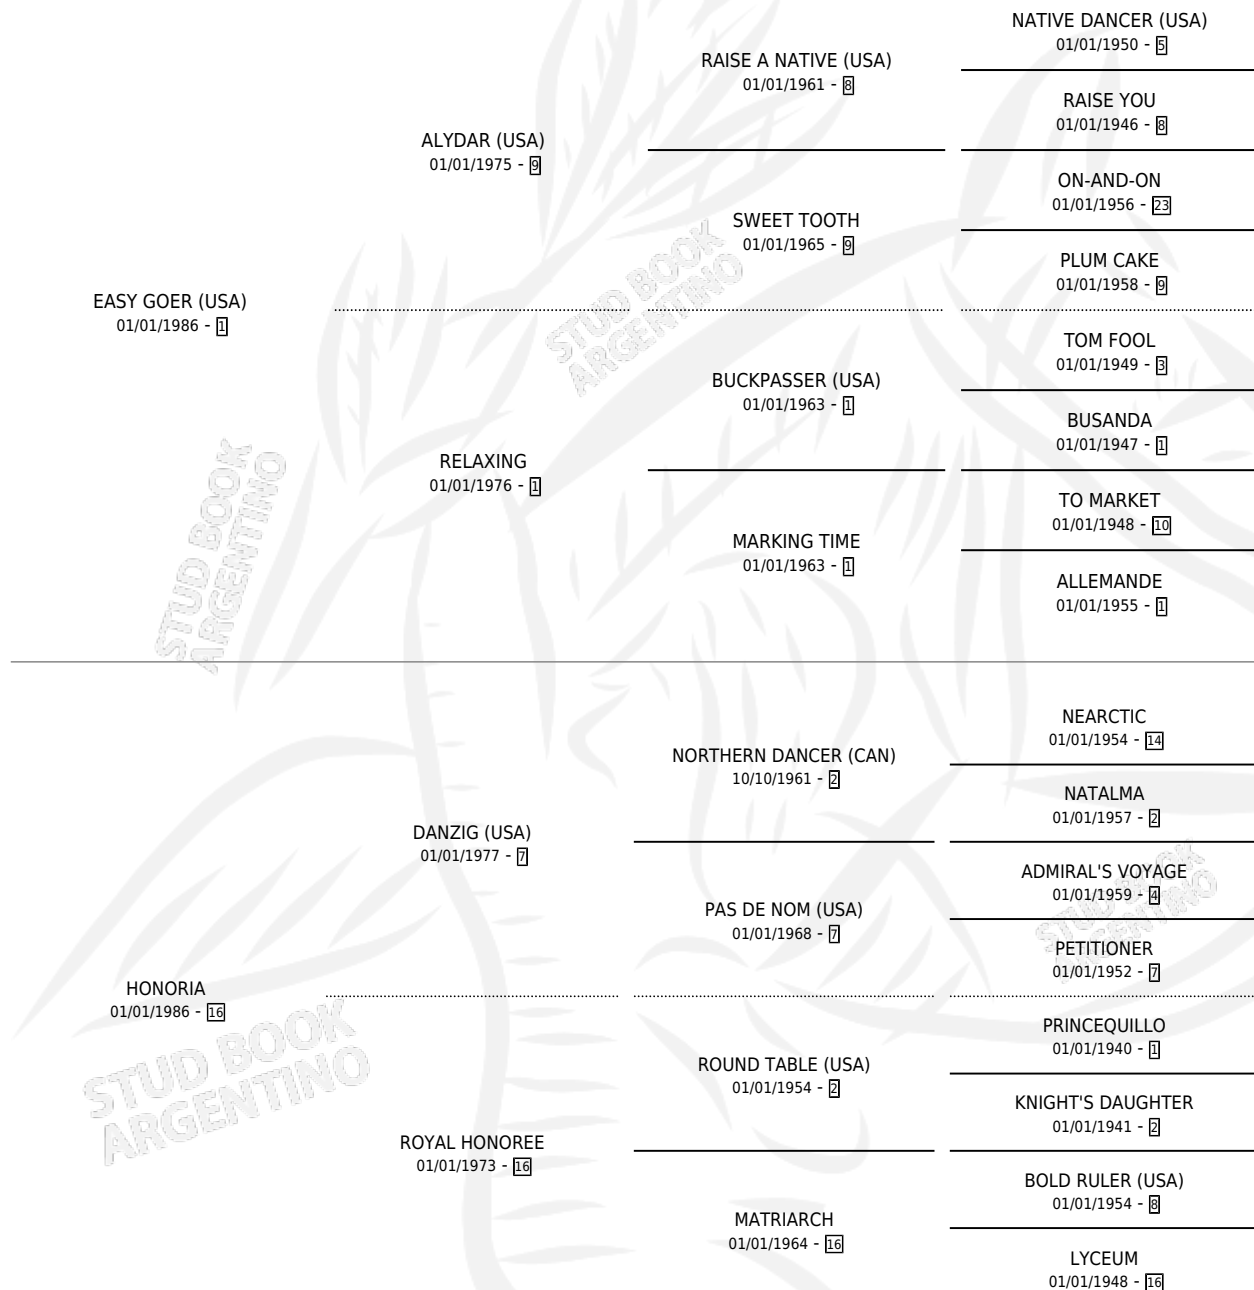 NATIVE DANCER (USA)
01/01/1950 - 5
RAISE A NATIVE (USA)
01/01/1961 - 8
RAISE YOU
01/01/1946 - 8
ALYDAR (USA)
01/01/1975 - 9
ON-AND-ON
01/01/1956 - 23
SWEET TOOTH
01/01/1965 - 9
PLUM CAKE
01/01/1958 - 9
EASY GOER (USA)
01/01/1986 - 1
TOM FOOL
01/01/1949 - 3
BUCKPASSER (USA)
01/01/1963 - 1
BUSANDA
01/01/1947 - 1
RELAXING
01/01/1976 - 1
TO MARKET
01/01/1948 - 10
MARKING TIME
01/01/1963 - 1
ALLEMANDE
01/01/1955 - 1
STUD BOOK
ARGENTINO
STUD BOOK
ARGENTINO
NEARCTIC
01/01/1954 - 14
NORTHERN DANCER (CAN)
10/10/1961 - 2
NATALMA
01/01/1957 - 2
DANZIG (USA)
01/01/1977 - 7
ADMIRAL'S VOYAGE
01/01/1959 - 4
PAS DE NOM (USA)
01/01/1968 - 7
PETITIONER
01/01/1952 - 7
HONORIA
01/01/1986 - 16
PRINCEQUILLO
01/01/1940 - 1
ROUND TABLE (USA)
01/01/1954 - 2
KNIGHT'S DAUGHTER
01/01/1941 - 2
ROYAL HONOREE
01/01/1973 - 16
BOLD RULER (USA)
01/01/1954 - 8
MATRIARCH
01/01/1964 - 16
LYCEUM
01/01/1948 - 16
STUD BOOK
ARGENTINO
STUD BOOK
ARGENTINO